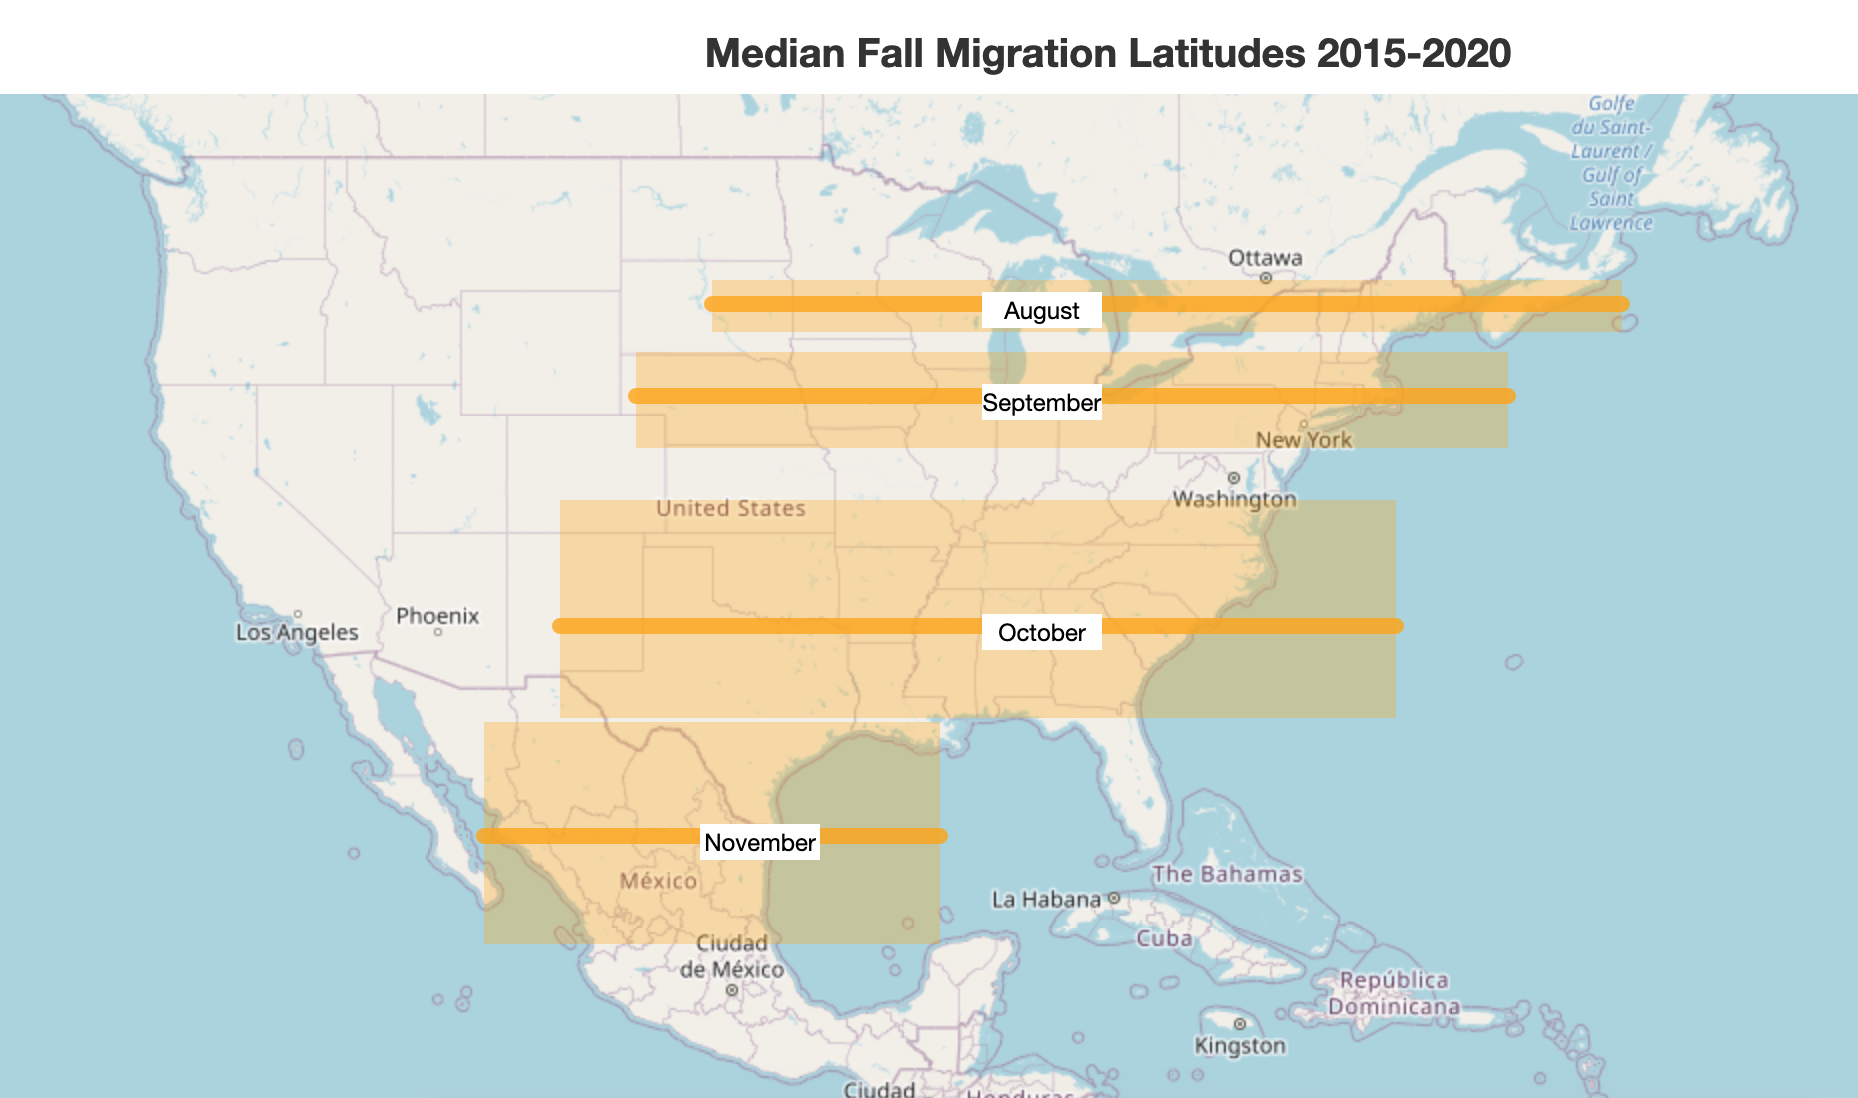 Median Fall Migration Latitudes 2015-2020
Golfe
du Saint-
Laurent /
Gulf of
Saint
Lawrence
Ottawa
August
September
New York
Washington
United States
Phoenix
Los Angeles
October
November
México
The Bahamas
La Habana
Cuba
Ciudad
de México
República
Dominicana
Kingston
Ciudad
Honduras